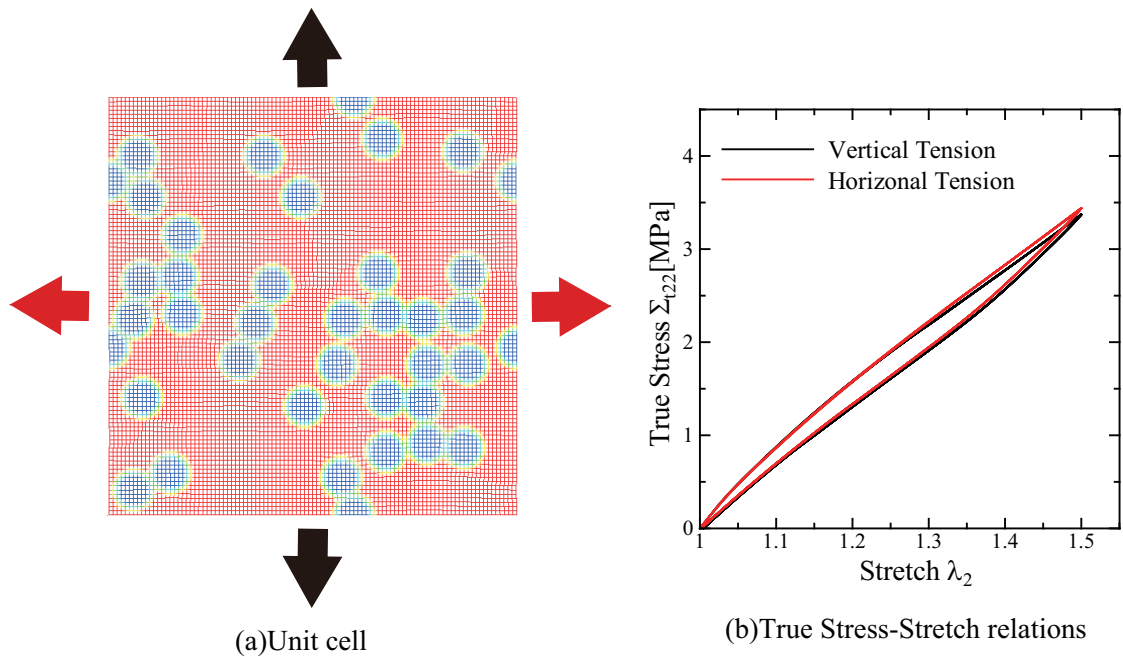 4
3
2
1
0
Vertical Tension
Horizonal Tension
True Stress Σt22[MPa]
1 1.1 1.2 1.3 1.4 1.5
Stretch λ2
(a)Unit cell
(b)True Stress-Stretch relations